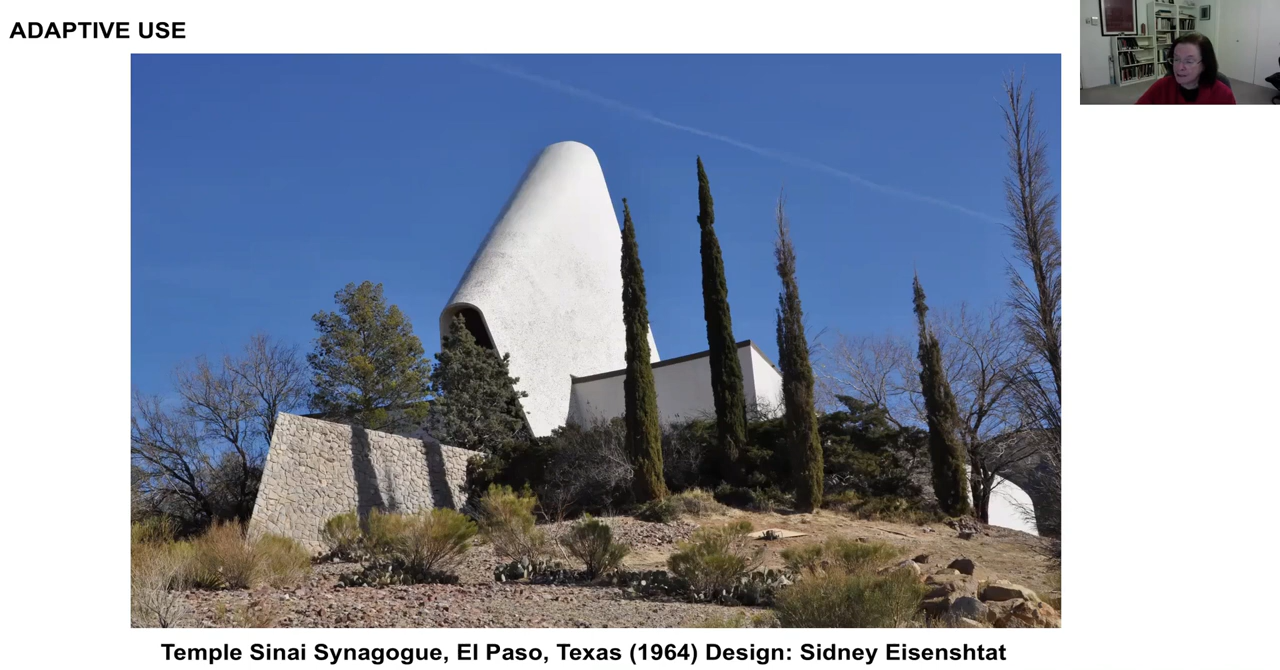 ADAPTIVE USE
Temple Sinai Synagogue, El Paso, Texas (1964) Design: Sidney Eisenshtat